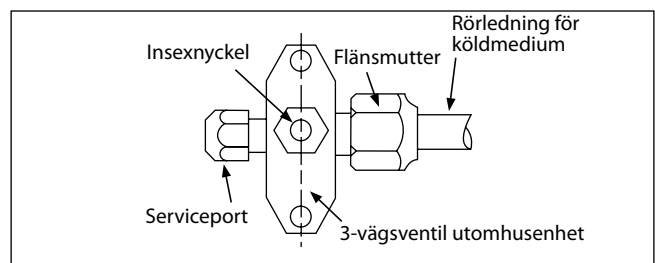 Rörledning för
köldmedium
Insexnyckel
Flänsmutter
Serviceport
3-vägsventil utomhusenhet